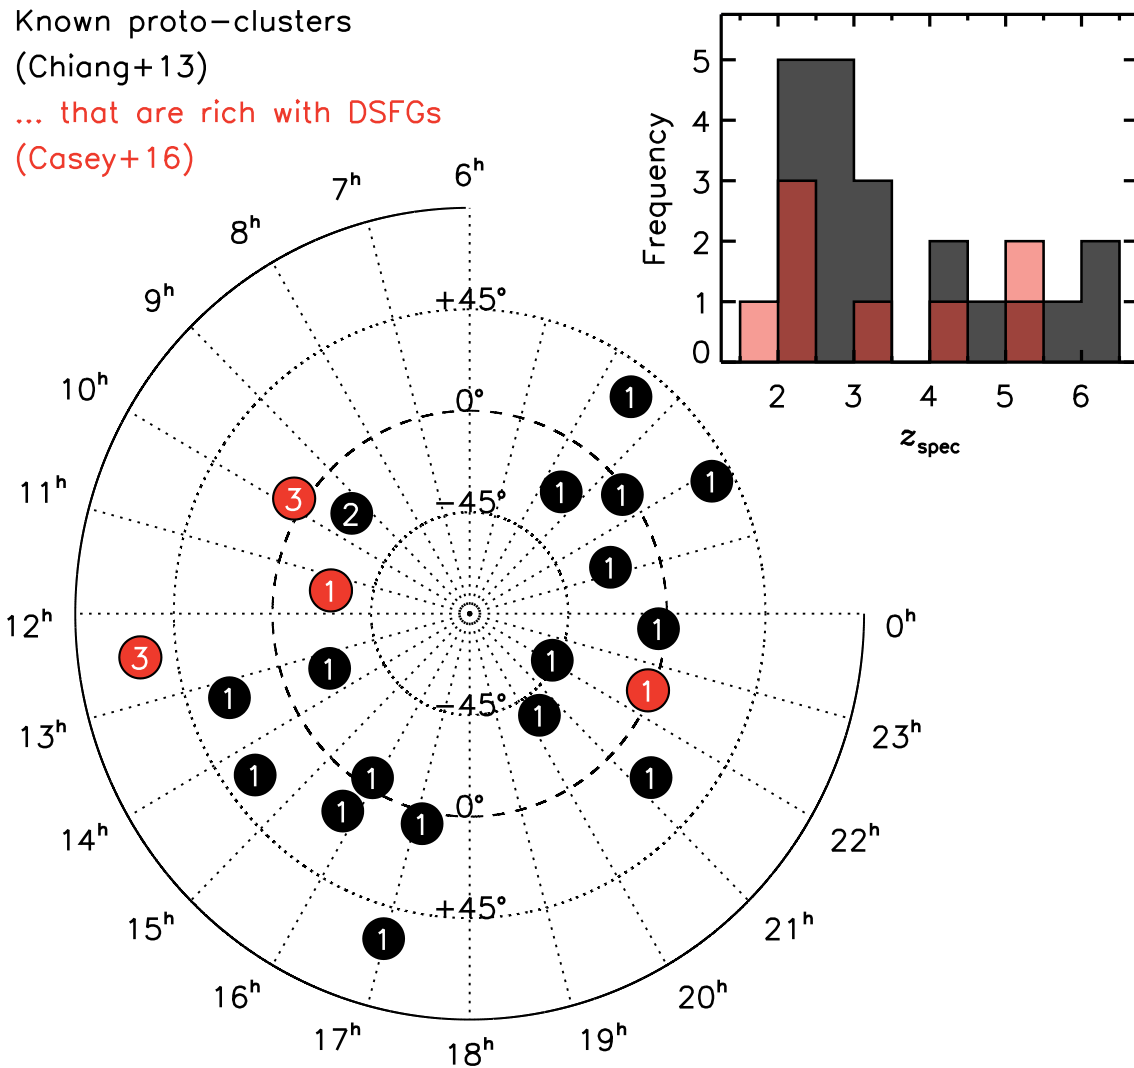 Known proto-clusters
(Chiang+13)
... that are rich with DSFGs
(Casey+16)
Frequency
5
4
3
2
1
0
2 3 4 5 6
z_spec
6ʰ
7ʰ
8ʰ
9ʰ
10ʰ
11ʰ
12ʰ
13ʰ
14ʰ
15ʰ
16ʰ
17ʰ
18ʰ
19ʰ
20ʰ
21ʰ
22ʰ
23ʰ
0ʰ
+45°
0°
−45°
−45°
0°
+45°
1
1
1
1
3
2
1
1
1
1
3
1
1
1
1
1
1
1
1
1
1